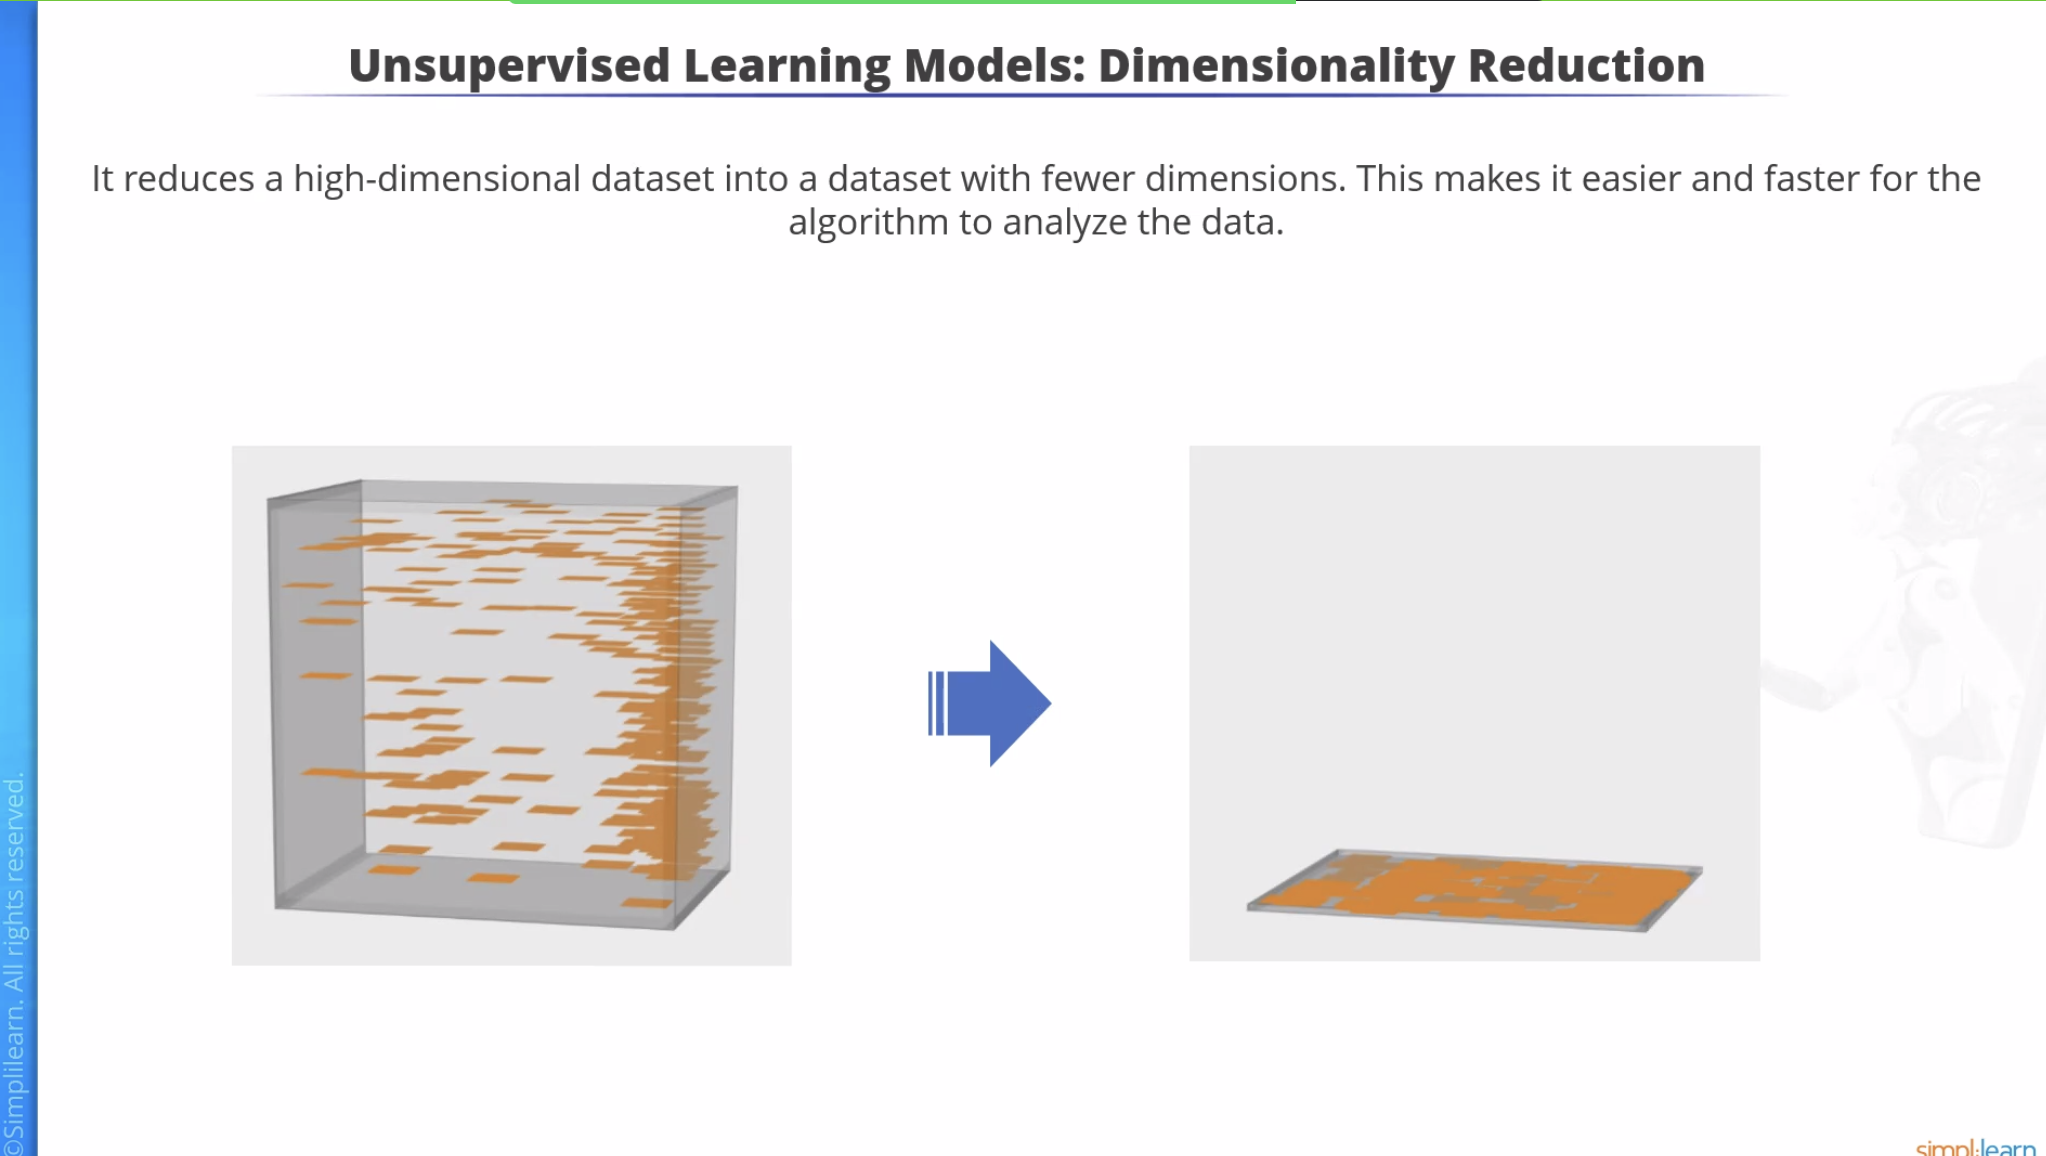 Unsupervised Learning Models: Dimensionality Reduction
It reduces a high-dimensional dataset into a dataset with fewer dimensions. This makes it easier and faster for the
algorithm to analyze the data.
©Simplilearn. All rights reserved.
simplilearn